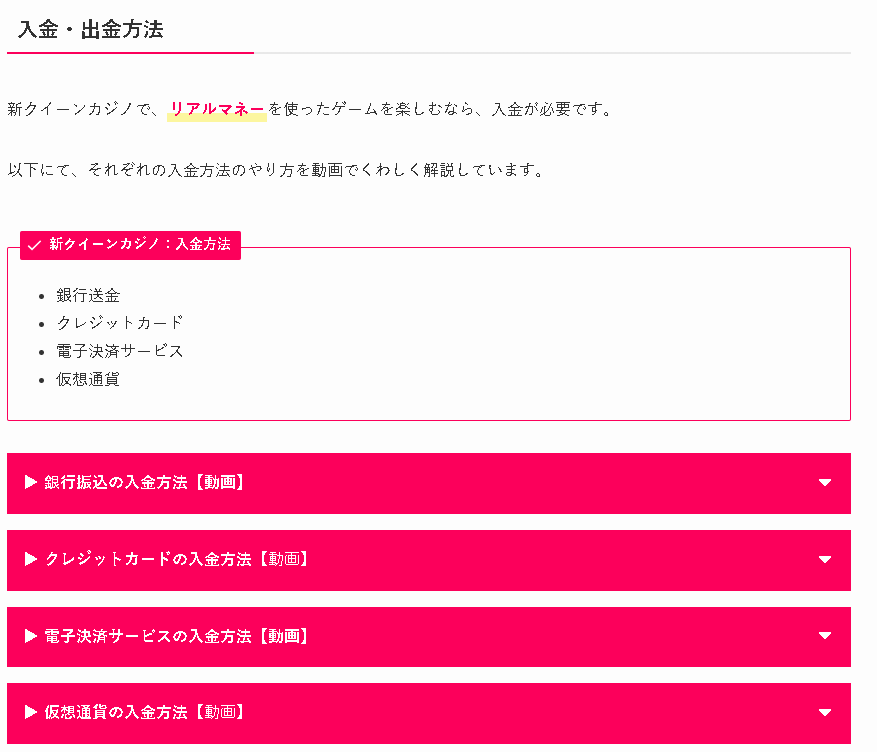 入金・出金方法
新クイーンカジノで、リアルマネーを使ったゲームを楽しむなら、入金が必要です。
以下にて、それぞれの入金方法のやり方を動画でくわしく解説しています。
新クイーンカジノ：入金方法
銀行送金
クレジットカード
電子決済サービス
仮想通貨
▶ 銀行振込の入金方法【動画】
▶ クレジットカードの入金方法【動画】
▶ 電子決済サービスの入金方法【動画】
▶ 仮想通貨の入金方法【動画】